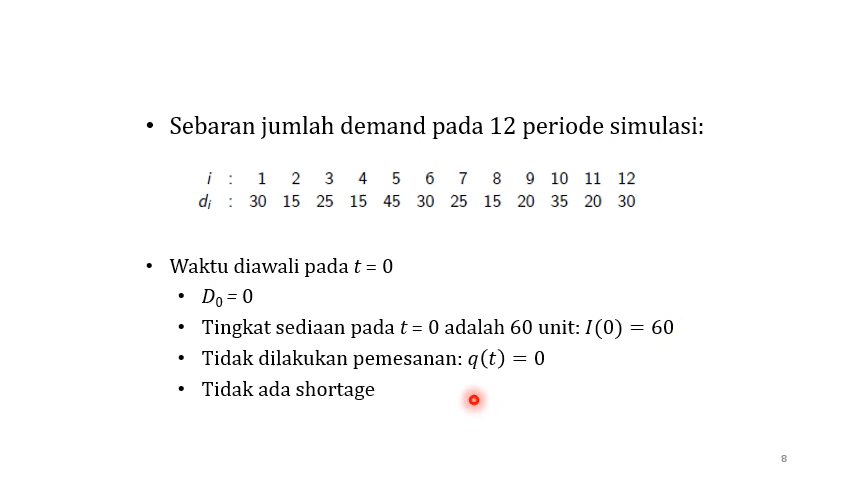 • Sebaran jumlah demand pada 12 periode simulasi:
i : 1 2 3 4 5 6 7 8 9 10 11 12
dᵢ : 30 15 25 15 45 30 25 15 20 35 20 30
• Waktu diawali pada t = 0
• D₀ = 0
• Tingkat sediaan pada t = 0 adalah 60 unit: I(0) = 60
• Tidak dilakukan pemesanan: q(t) = 0
• Tidak ada shortage
8